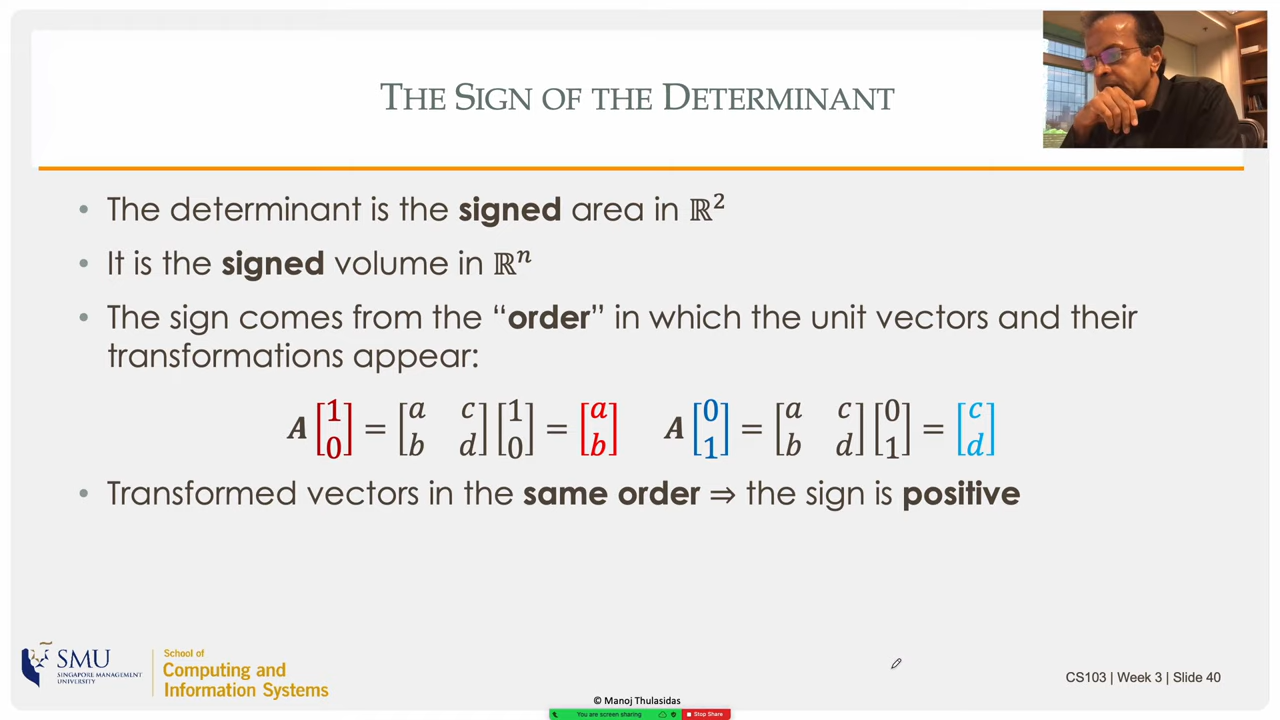 THE SIGN OF THE DETERMINANT
• The determinant is the signed area in ℝ²
• It is the signed volume in ℝⁿ
• The sign comes from the “order” in which the unit vectors and their
transformations appear:
A [1 0] = [a c b d] [1 0] = [a b]   A [0 1] = [a c b d] [0 1] = [c d]
• Transformed vectors in the same order ⇒ the sign is positive
SMU
SINGAPORE MANAGEMENT
UNIVERSITY
School of
Computing and
Information Systems
CS103 | Week 3 | Slide 40
© Manoj Thulasidas
You are screen sharing
Stop Share